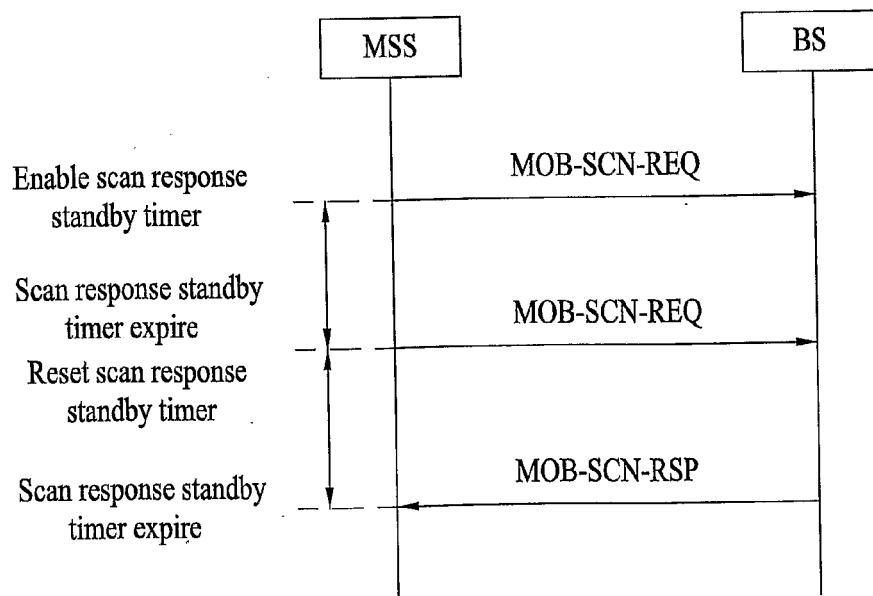 MSS
BS
MOB-SCN-REQ
Enable scan response
standby timer
Scan response standby
timer expire
MOB-SCN-REQ
Reset scan response
standby timer
MOB-SCN-RSP
Scan response standby
timer expire